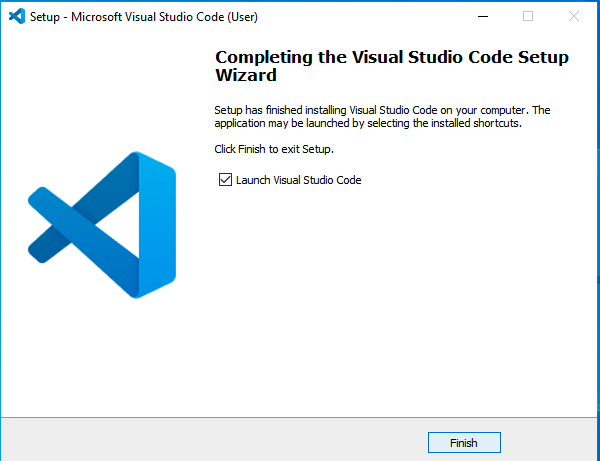 Setup - Microsoft Visual Studio Code (User)
Completing the Visual Studio Code Setup
Wizard
Setup has finished installing Visual Studio Code on your computer. The
application may be launched by selecting the installed shortcuts.
Click Finish to exit Setup.
Launch Visual Studio Code
Finish